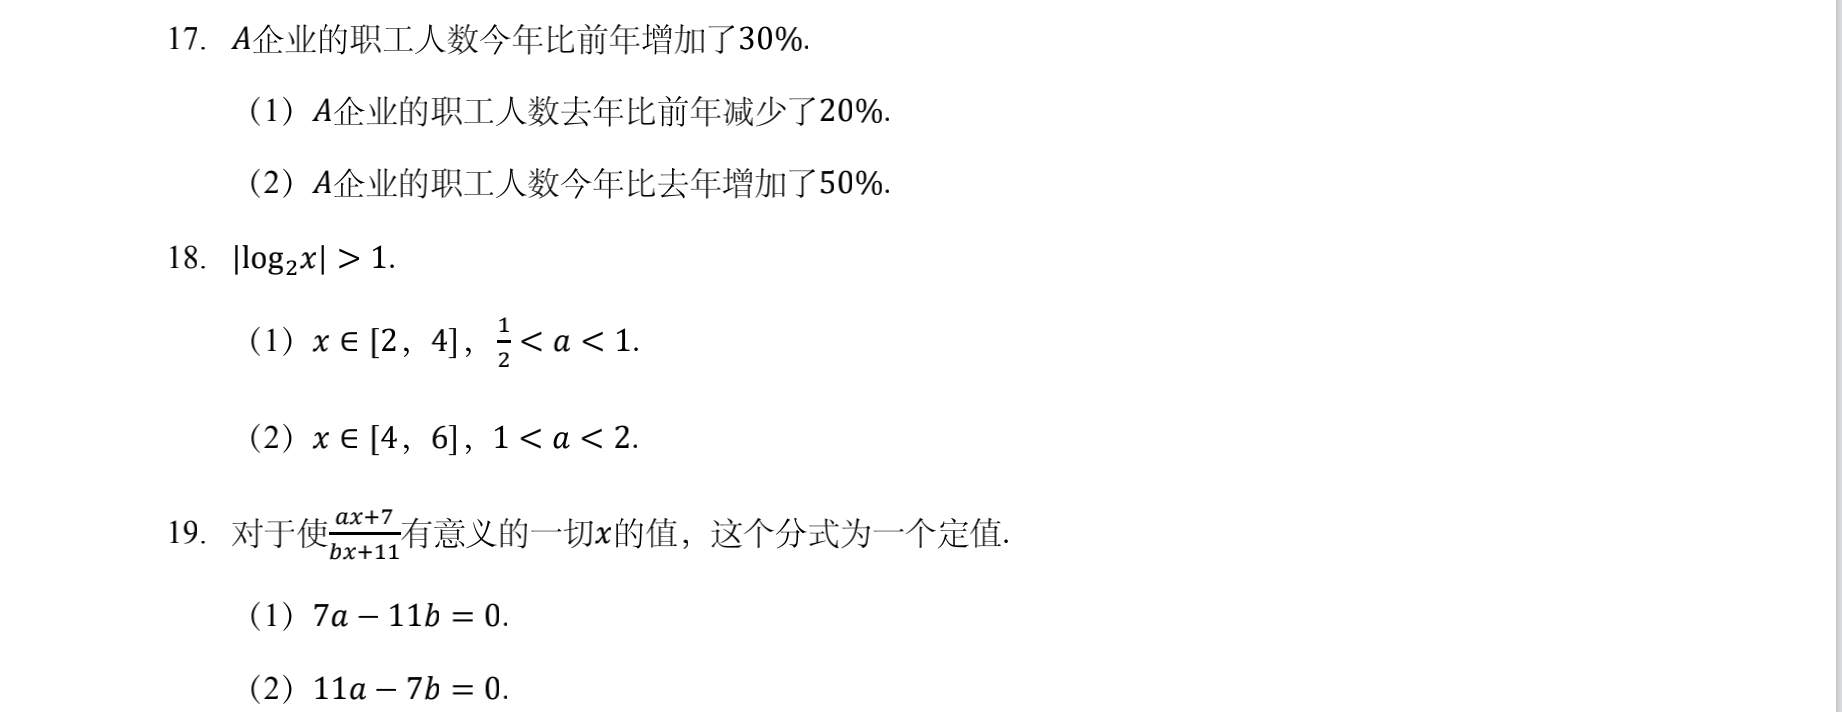 17. A企业的职工人数今年比前年增加了30%.
（1）A企业的职工人数去年比前年减少了20%.
（2）A企业的职工人数今年比去年增加了50%.
18. |log₂x| > 1.
（1）x ∈ [2，4]，1/2 < a < 1.
（2）x ∈ [4，6]，1 < a < 2.
19. 对于使(ax+7)/(bx+11)有意义的一切x的值，这个分式为一个定值.
（1）7a − 11b = 0.
（2）11a − 7b = 0.